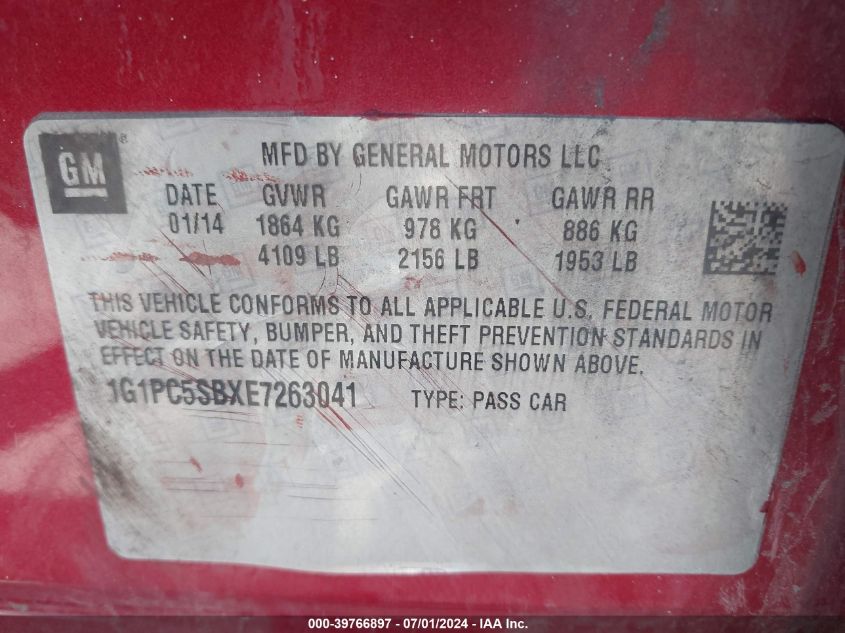 GM ®
MFD BY GENERAL MOTORS LLC
DATE GVWR GAWR FRT GAWR RR
01/14 1864 KG 978 KG 886 KG
4109 LB 2156 LB 1953 LB
THIS VEHICLE CONFORMS TO ALL APPLICABLE U.S. FEDERAL MOTOR
VEHICLE SAFETY, BUMPER, AND THEFT PREVENTION STANDARDS IN
EFFECT ON THE DATE OF MANUFACTURE SHOWN ABOVE.
1G1PC5SBXE7263041 TYPE: PASS CAR
000-39766897 - 07/01/2024 - IAA Inc.